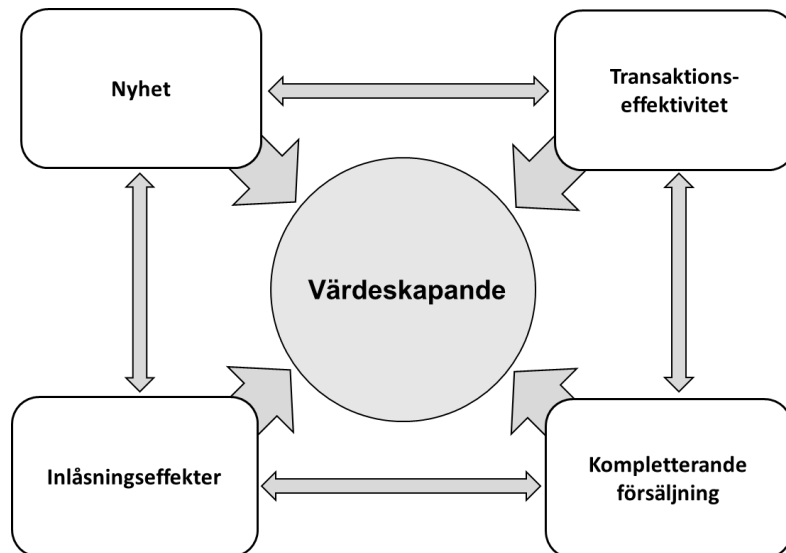 Nyhet
Transaktions-
effektivitet
Värdeskapande
Inlåsningseffekter
Kompletterande
försäljning